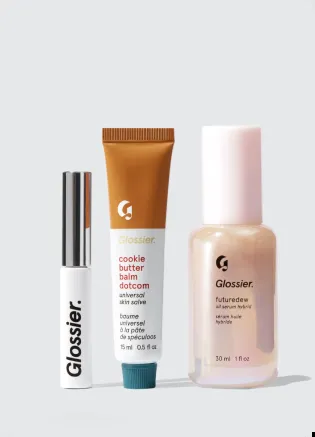 Glossier.
Glossier.
cookie
butter
balm
dotcom
universal
skin salve
baume
universel
à la pâte
de spéculoos
15 ml 0.5 fl oz
Glossier.
futuredew
oil serum hybrid
sérum huile
hybride
30 ml 1 fl oz